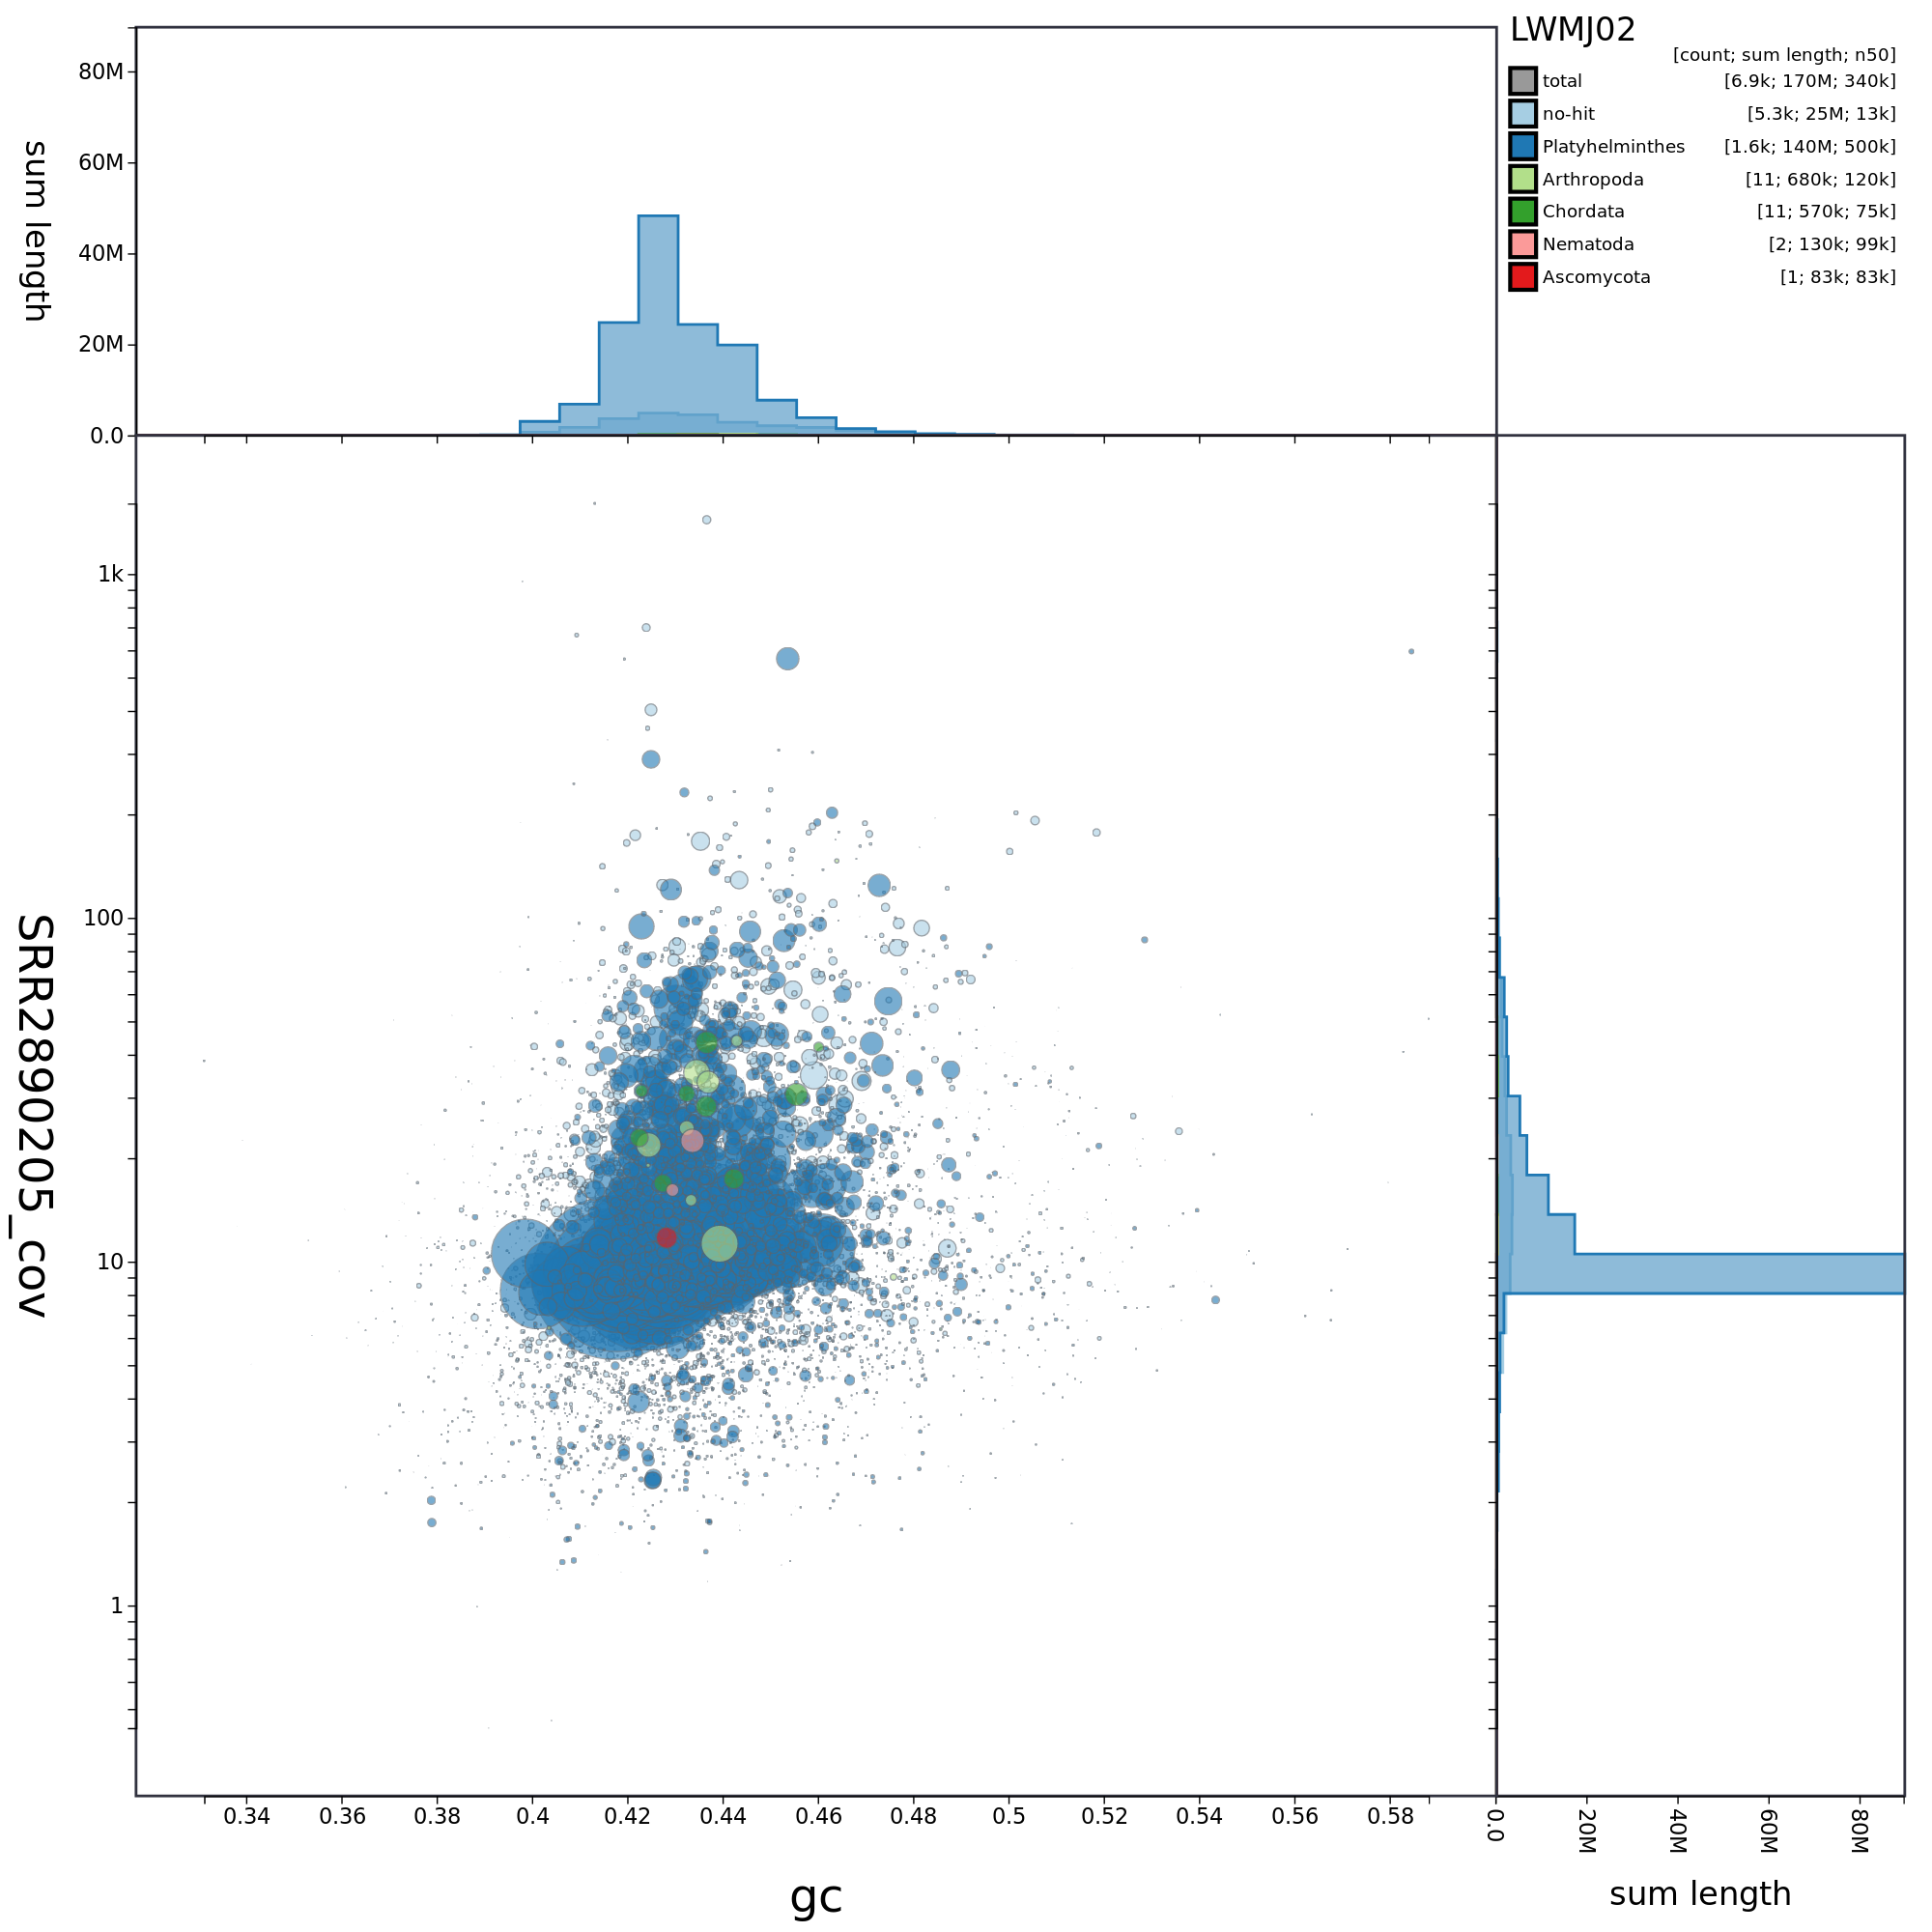 LWMJ02
[count; sum length; n50]
total [6.9k; 170M; 340k]
no-hit [5.3k; 25M; 13k]
Platyhelminthes [1.6k; 140M; 500k]
Arthropoda [11; 680k; 120k]
Chordata [11; 570k; 75k]
Nematoda [2; 130k; 99k]
Ascomycota [1; 83k; 83k]
sum length
80M
60M
40M
20M
0.0
SRR2890205_cov
1k
100
10
1
0.34 0.36 0.38 0.4 0.42 0.44 0.46 0.48 0.5 0.52 0.54 0.56 0.58
gc
0.0 20M 40M 60M 80M
sum length